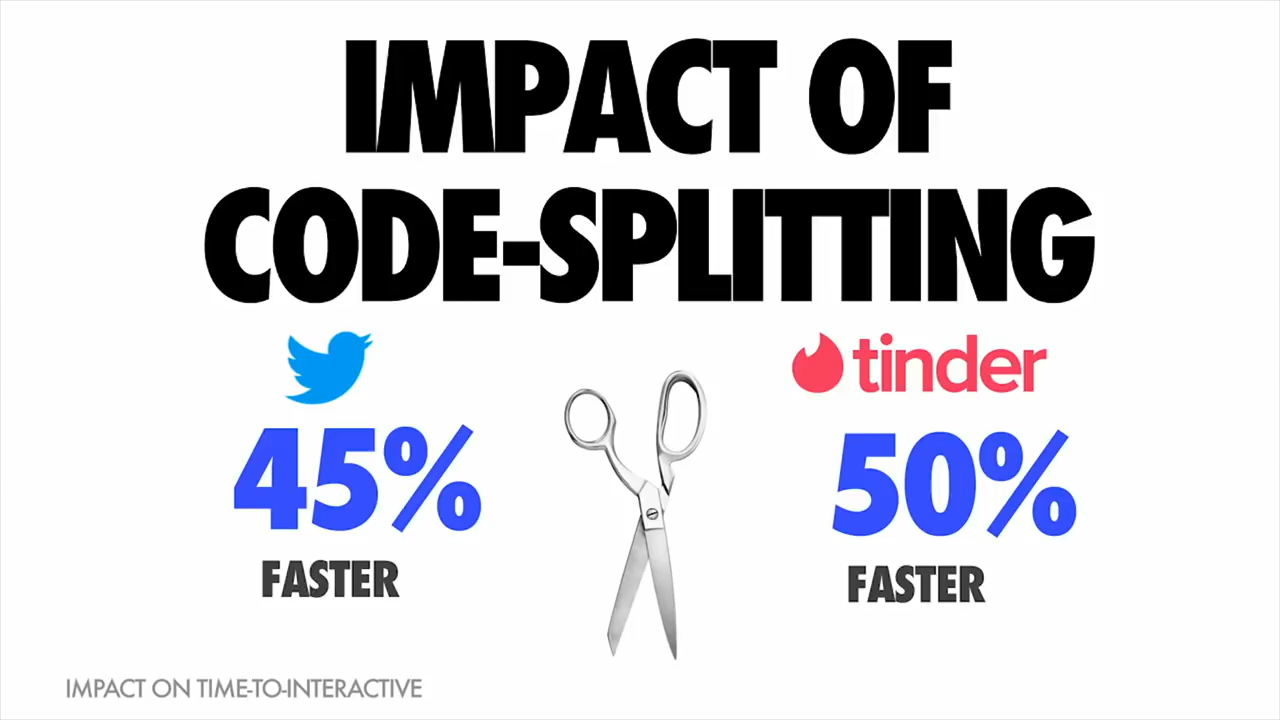 IMPACT OF
CODE-SPLITTING
tinder
45%
50%
FASTER
FASTER
IMPACT ON TIME-TO-INTERACTIVE